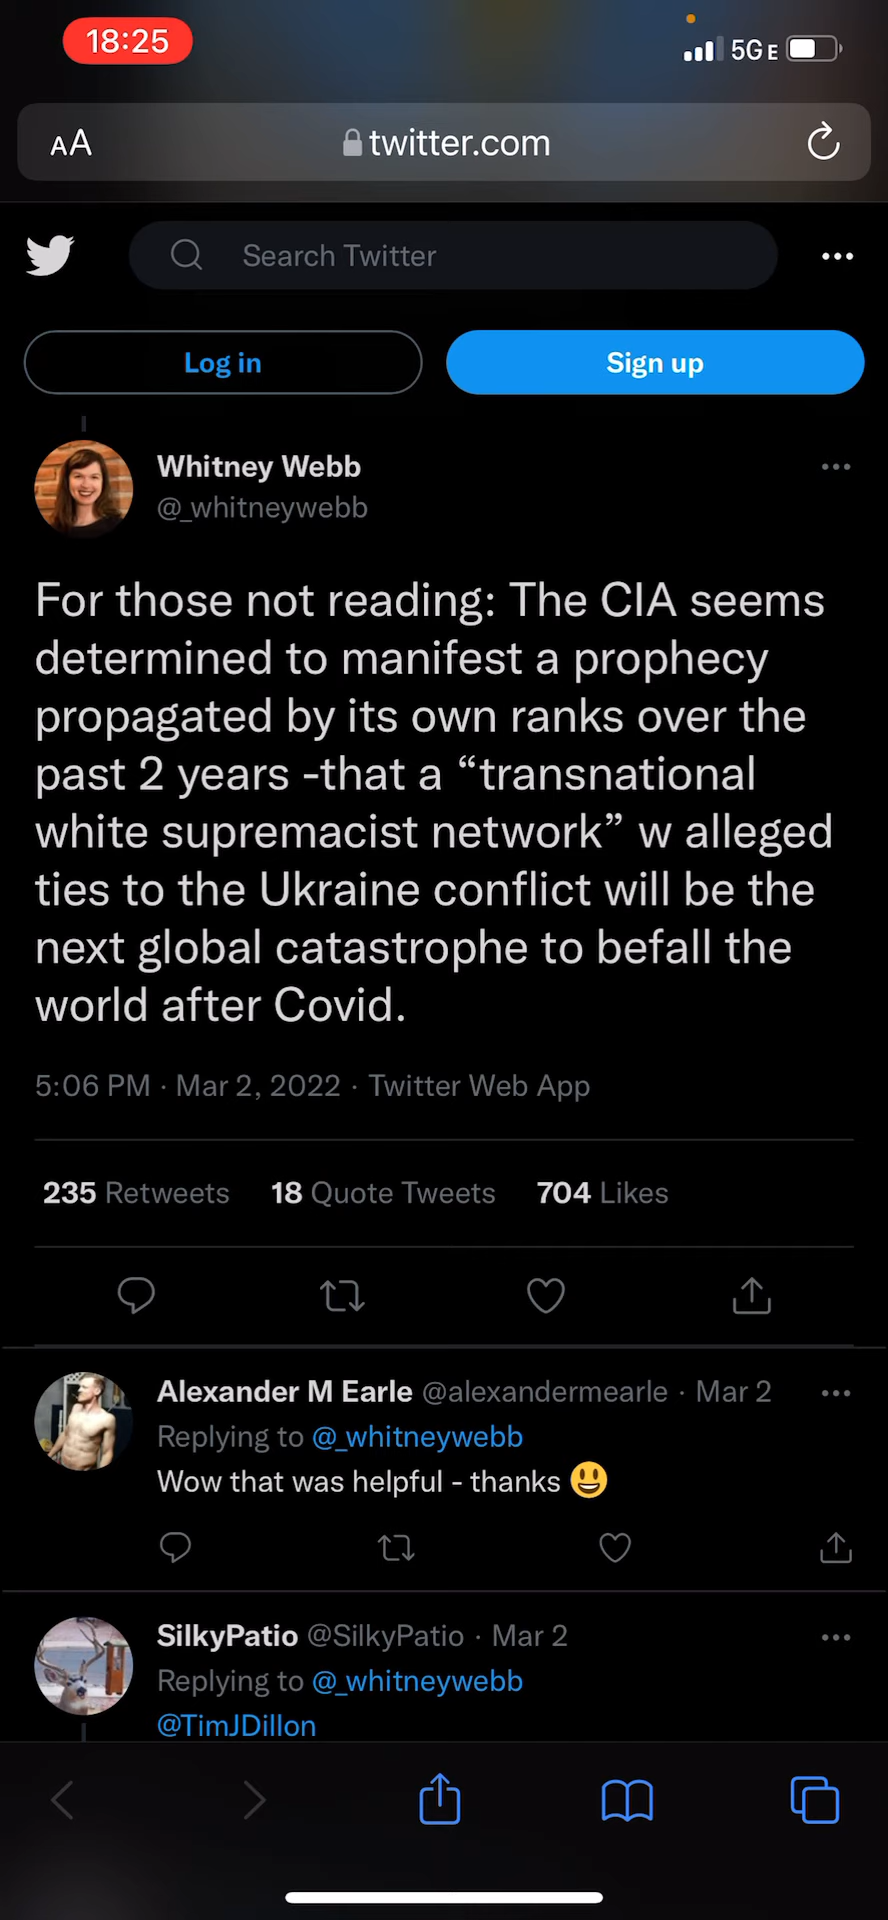 18:25
5GE
AA
twitter.com
Search Twitter
Log in
Sign up
Whitney Webb
@_whitneywebb
For those not reading: The CIA seems
determined to manifest a prophecy
propagated by its own ranks over the
past 2 years -that a “transnational
white supremacist network” w alleged
ties to the Ukraine conflict will be the
next global catastrophe to befall the
world after Covid.
5:06 PM · Mar 2, 2022 · Twitter Web App
235 Retweets 18 Quote Tweets 704 Likes
Alexander M Earle @alexandermearle · Mar 2
Replying to @_whitneywebb
Wow that was helpful - thanks 😃
SilkyPatio @SilkyPatio · Mar 2
Replying to @_whitneywebb
@TimJDillon